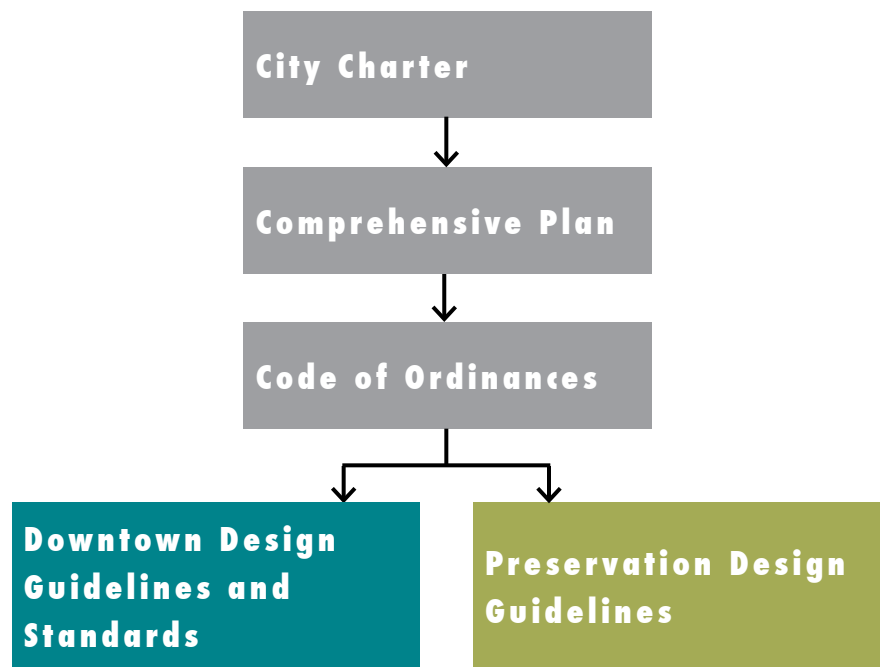 City Charter
Comprehensive Plan
Code of Ordinances
Downtown Design
Guidelines and
Standards
Preservation Design
Guidelines